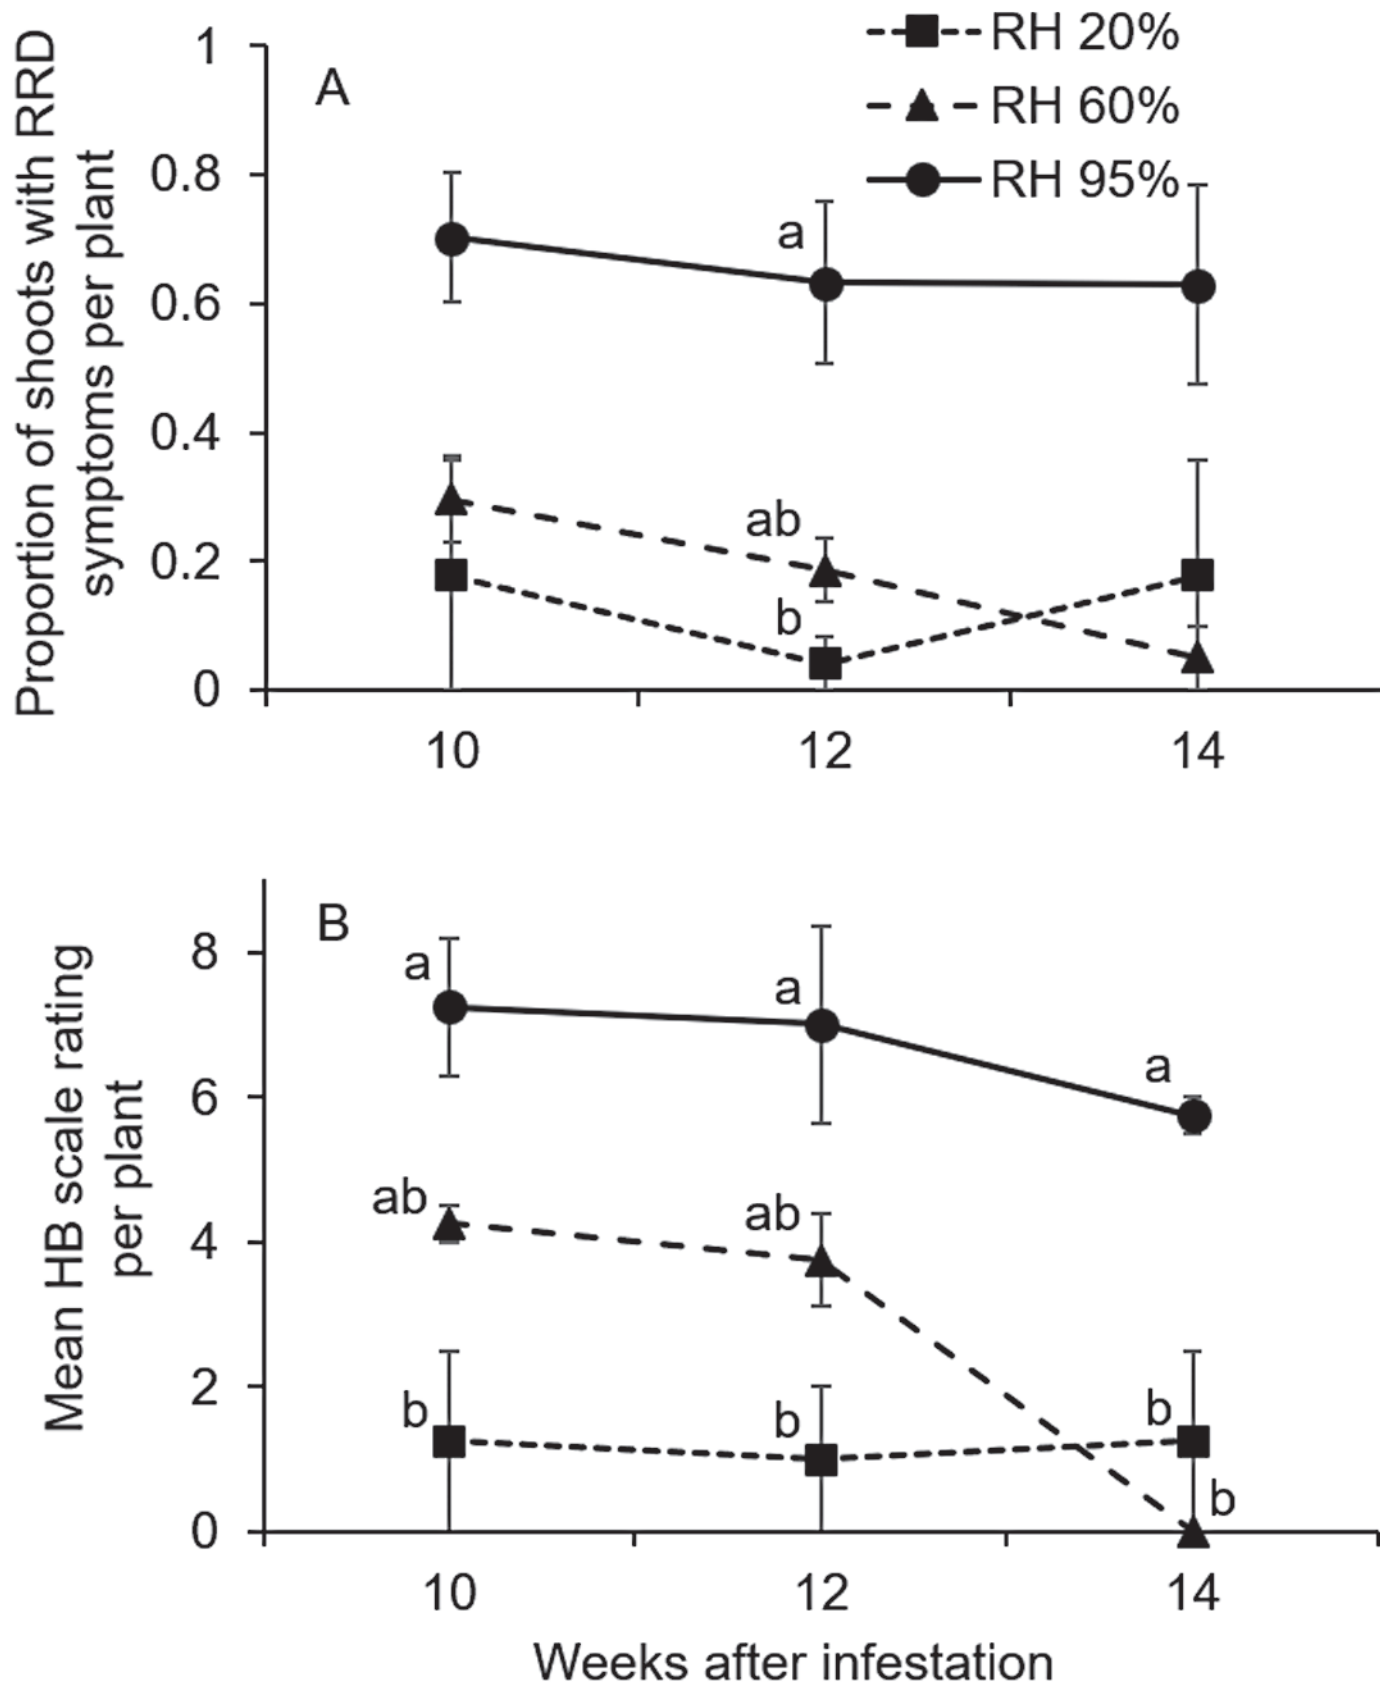 RH 20%
RH 60%
RH 95%
A
Proportion of shoots with RRD
symptoms per plant
1
0.8
0.6
0.4
0.2
0
a
ab
b
10 12 14
B
Mean HB scale rating
per plant
8
6
4
2
0
a
a
a
ab
ab
b
b
b
b
10 12 14
Weeks after infestation